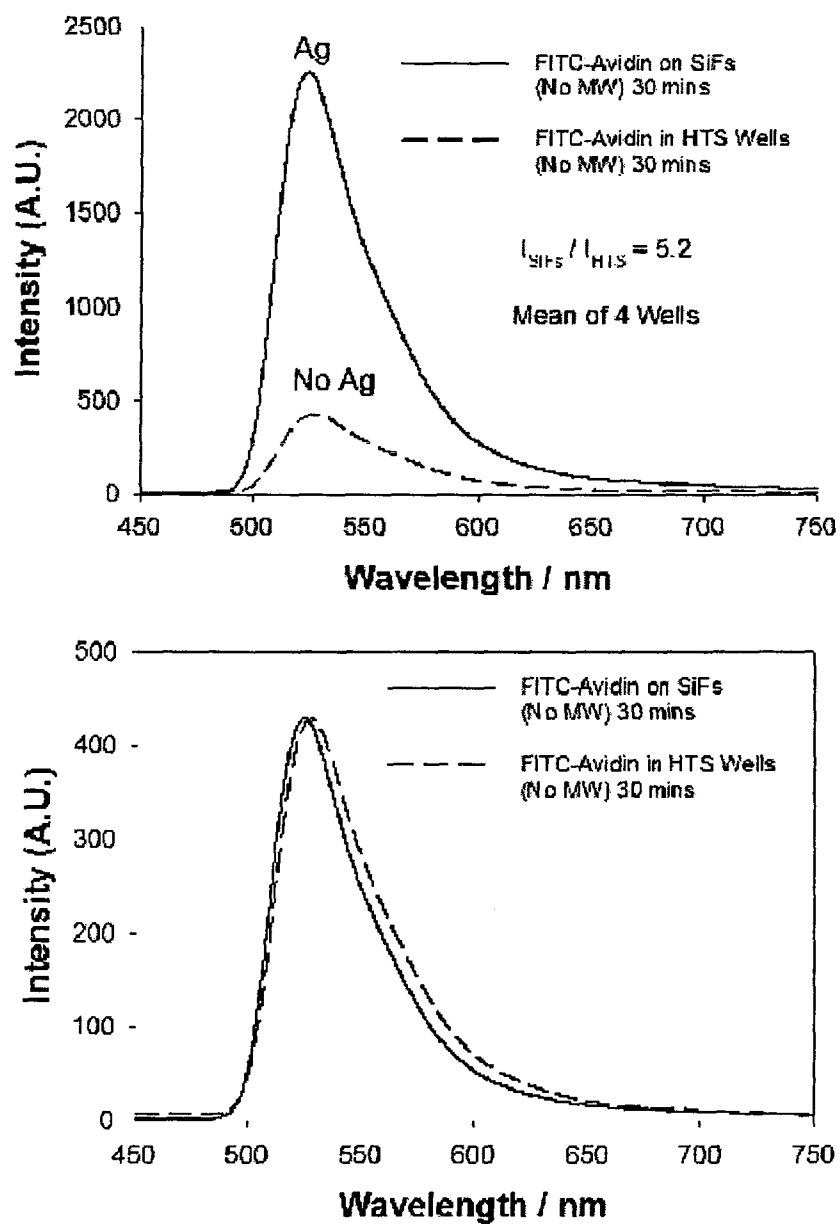 2500
2000
1500
1000
500
0
Intensity (A.U.)
Ag
No Ag
FITC-Avidin on SiFs
(No MW) 30 mins
FITC-Avidin in HTS Wells
(No MW) 30 mins
I SiFs / I HTS = 5.2
Mean of 4 Wells
450 500 550 600 650 700 750
Wavelength / nm
500
400
300
200
100
0
Intensity (A.U.)
FITC-Avidin on SiFs
(No MW) 30 mins
FITC-Avidin in HTS Wells
(No MW) 30 mins
450 500 550 600 650 700 750
Wavelength / nm